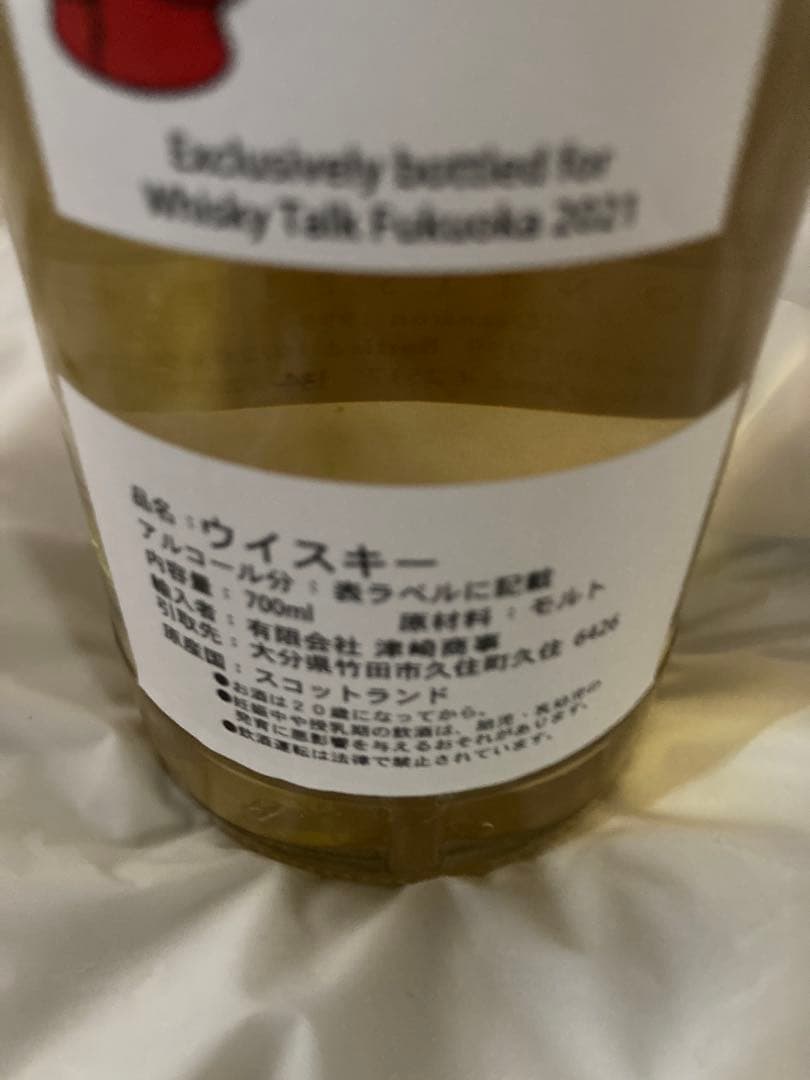 Exclusively bottled for
Whisky Talk Fukuoka 2021
品名：ウイスキー
アルコール分：表ラベルに記載
内容量：700ml 原材料：モルト
輸入者：有限会社 津崎商事
引取先：大分県竹田市久住町久住 6426
原産国：スコットランド
●お酒は２０歳になってから。
●妊娠中や授乳期の飲酒は、胎児・乳幼児の
発育に悪影響を与えるおそれがあります。
●飲酒運転は法律で禁止されています。